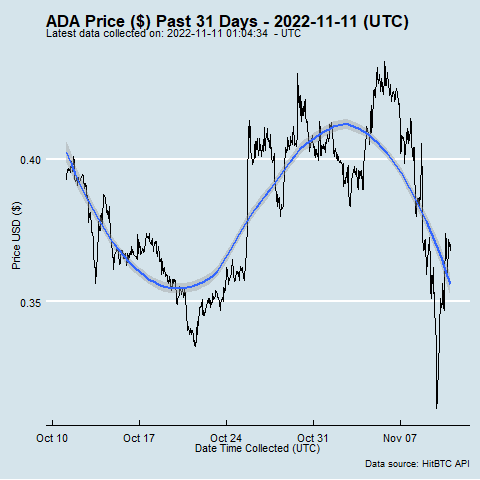 ADA Price ($) Past 31 Days - 2022-11-11 (UTC)
Latest data collected on: 2022-11-11 01:04:34 - UTC
Price USD ($)
0.40
0.35
Oct 10 Oct 17 Oct 24 Oct 31 Nov 07
Date Time Collected (UTC)
Data source: HitBTC API